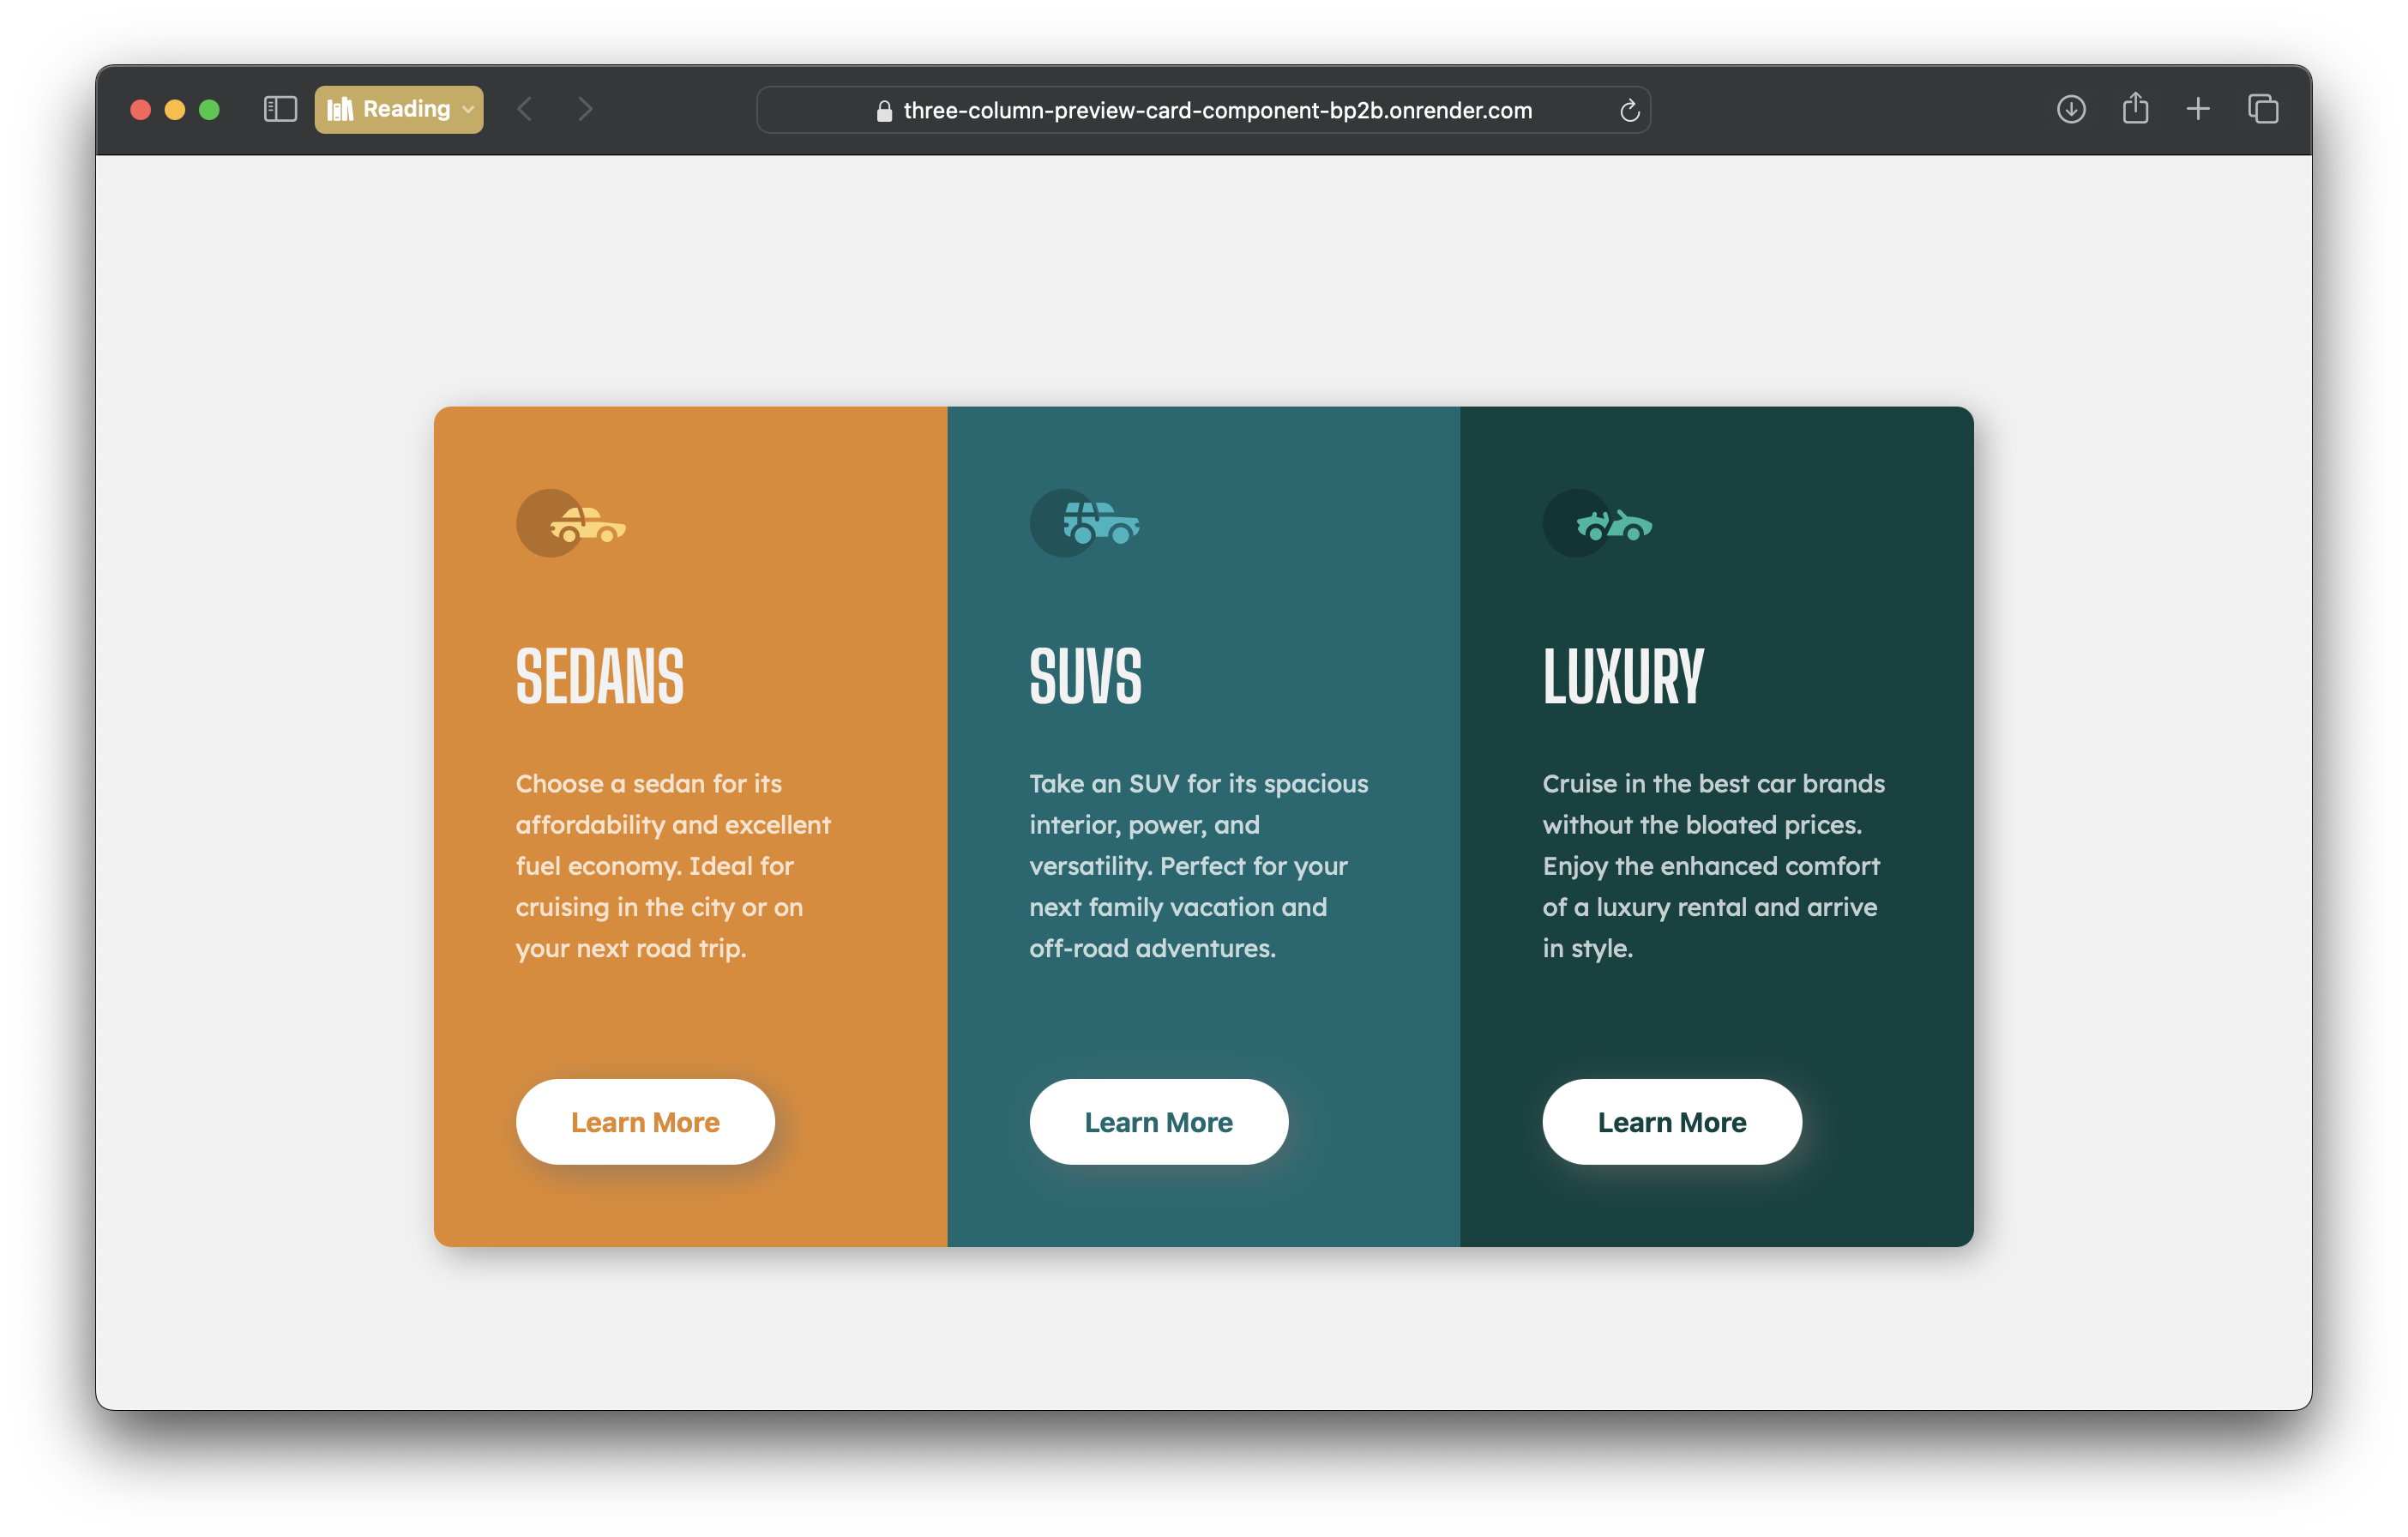 Reading
three-column-preview-card-component-bp2b.onrender.com
SEDANS
Choose a sedan for its
affordability and excellent
fuel economy. Ideal for
cruising in the city or on
your next road trip.
Learn More
SUVS
Take an SUV for its spacious
interior, power, and
versatility. Perfect for your
next family vacation and
off-road adventures.
Learn More
LUXURY
Cruise in the best car brands
without the bloated prices.
Enjoy the enhanced comfort
of a luxury rental and arrive
in style.
Learn More